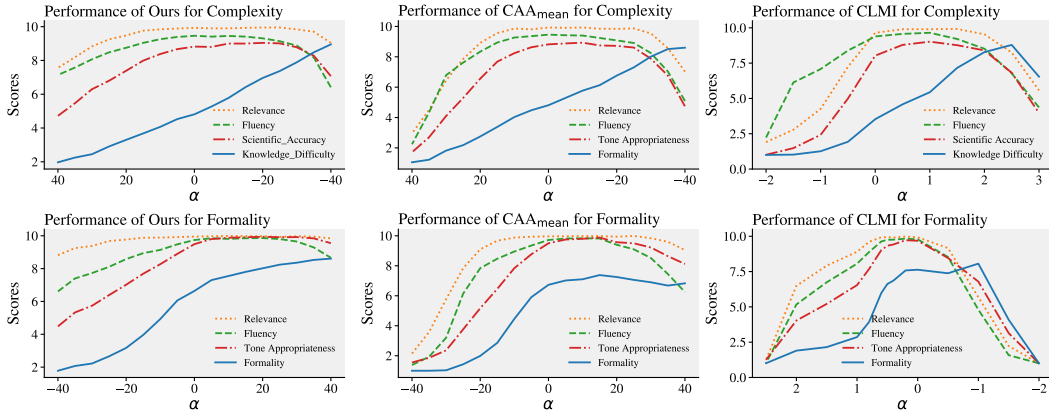 Performance of Ours for Complexity
Scores
10
8
6
4
2
Relevance
Fluency
Scientific_Accuracy
Knowledge_Difficulty
40 20 0 −20 −40
α
Performance of CAAmean for Complexity
Scores
10
8
6
4
2
Relevance
Fluency
Tone Appropriateness
Formality
40 20 0 −20 −40
α
Performance of CLMI for Complexity
Scores
10.0
7.5
5.0
2.5
0.0
Relevance
Fluency
Scientific Accuracy
Knowledge Difficulty
−2 −1 0 1 2 3
α
Performance of Ours for Formality
Scores
10
8
6
4
2
Relevance
Fluency
Tone Appropriateness
Formality
−40 −20 0 20 40
α
Performance of CAAmean for Formality
Scores
10
8
6
4
2
Relevance
Fluency
Tone Appropriateness
Formality
−40 −20 0 20 40
α
Performance of CLMI for Formality
Scores
10.0
7.5
5.0
2.5
0.0
Relevance
Fluency
Tone Appropriateness
Formality
2 1 0 −1 −2
α